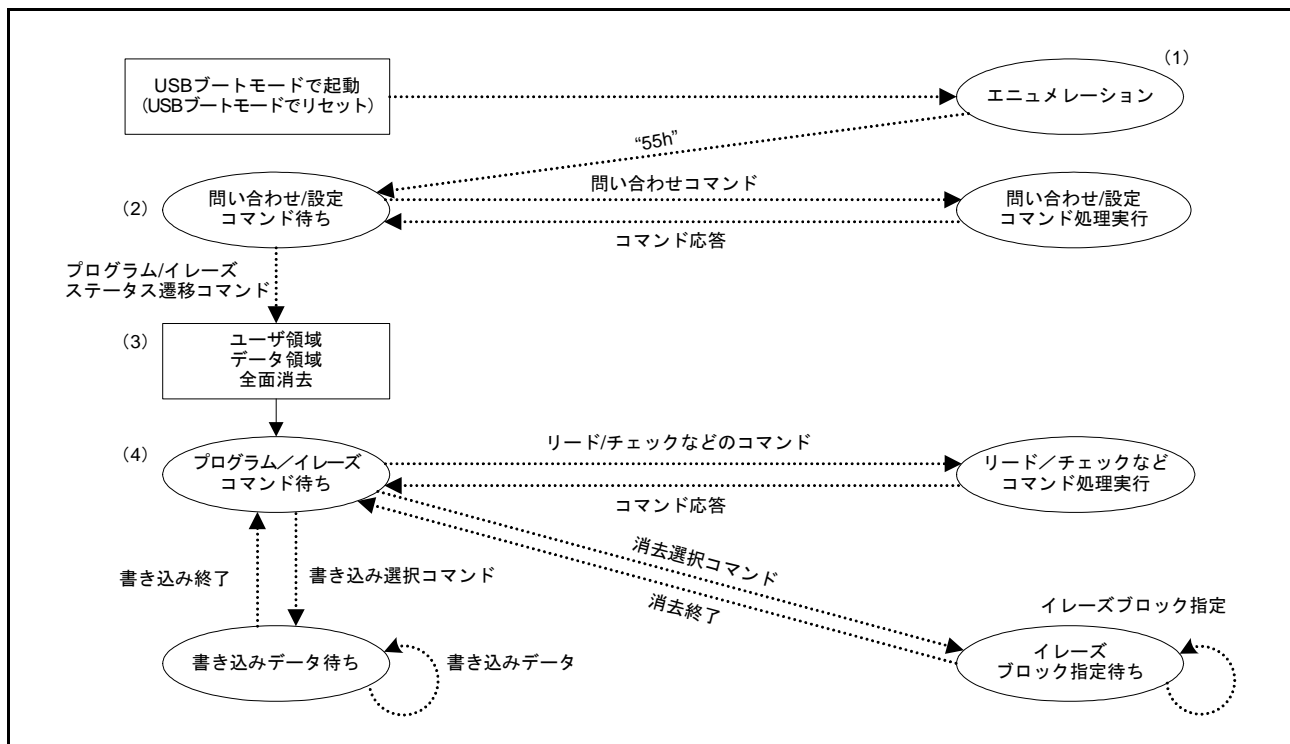 (1)
USBブートモードで起動
(USBブートモードでリセット)
エニュメレーション
“55h”
(2)
問い合わせ/設定
コマンド待ち
問い合わせコマンド
コマンド応答
問い合わせ/設定
コマンド処理実行
プログラム/イレーズ
ステータス遷移コマンド
(3)
ユーザ領域
データ領域
全面消去
(4)
プログラム／イレーズ
コマンド待ち
リード/チェックなどのコマンド
コマンド応答
リード／チェックなど
コマンド処理実行
書き込み終了
書き込み選択コマンド
消去選択コマンド
消去終了
イレーズブロック指定
書き込みデータ待ち
書き込みデータ
イレーズ
ブロック指定待ち